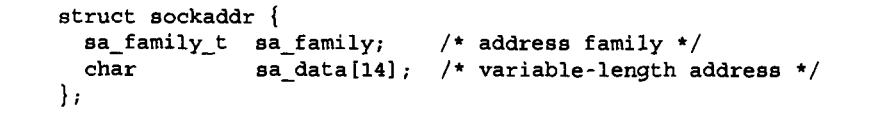 struct sockaddr {
  sa_family_t  sa_family;    /* address family */
  char         sa_data[14];  /* variable-length address */
};